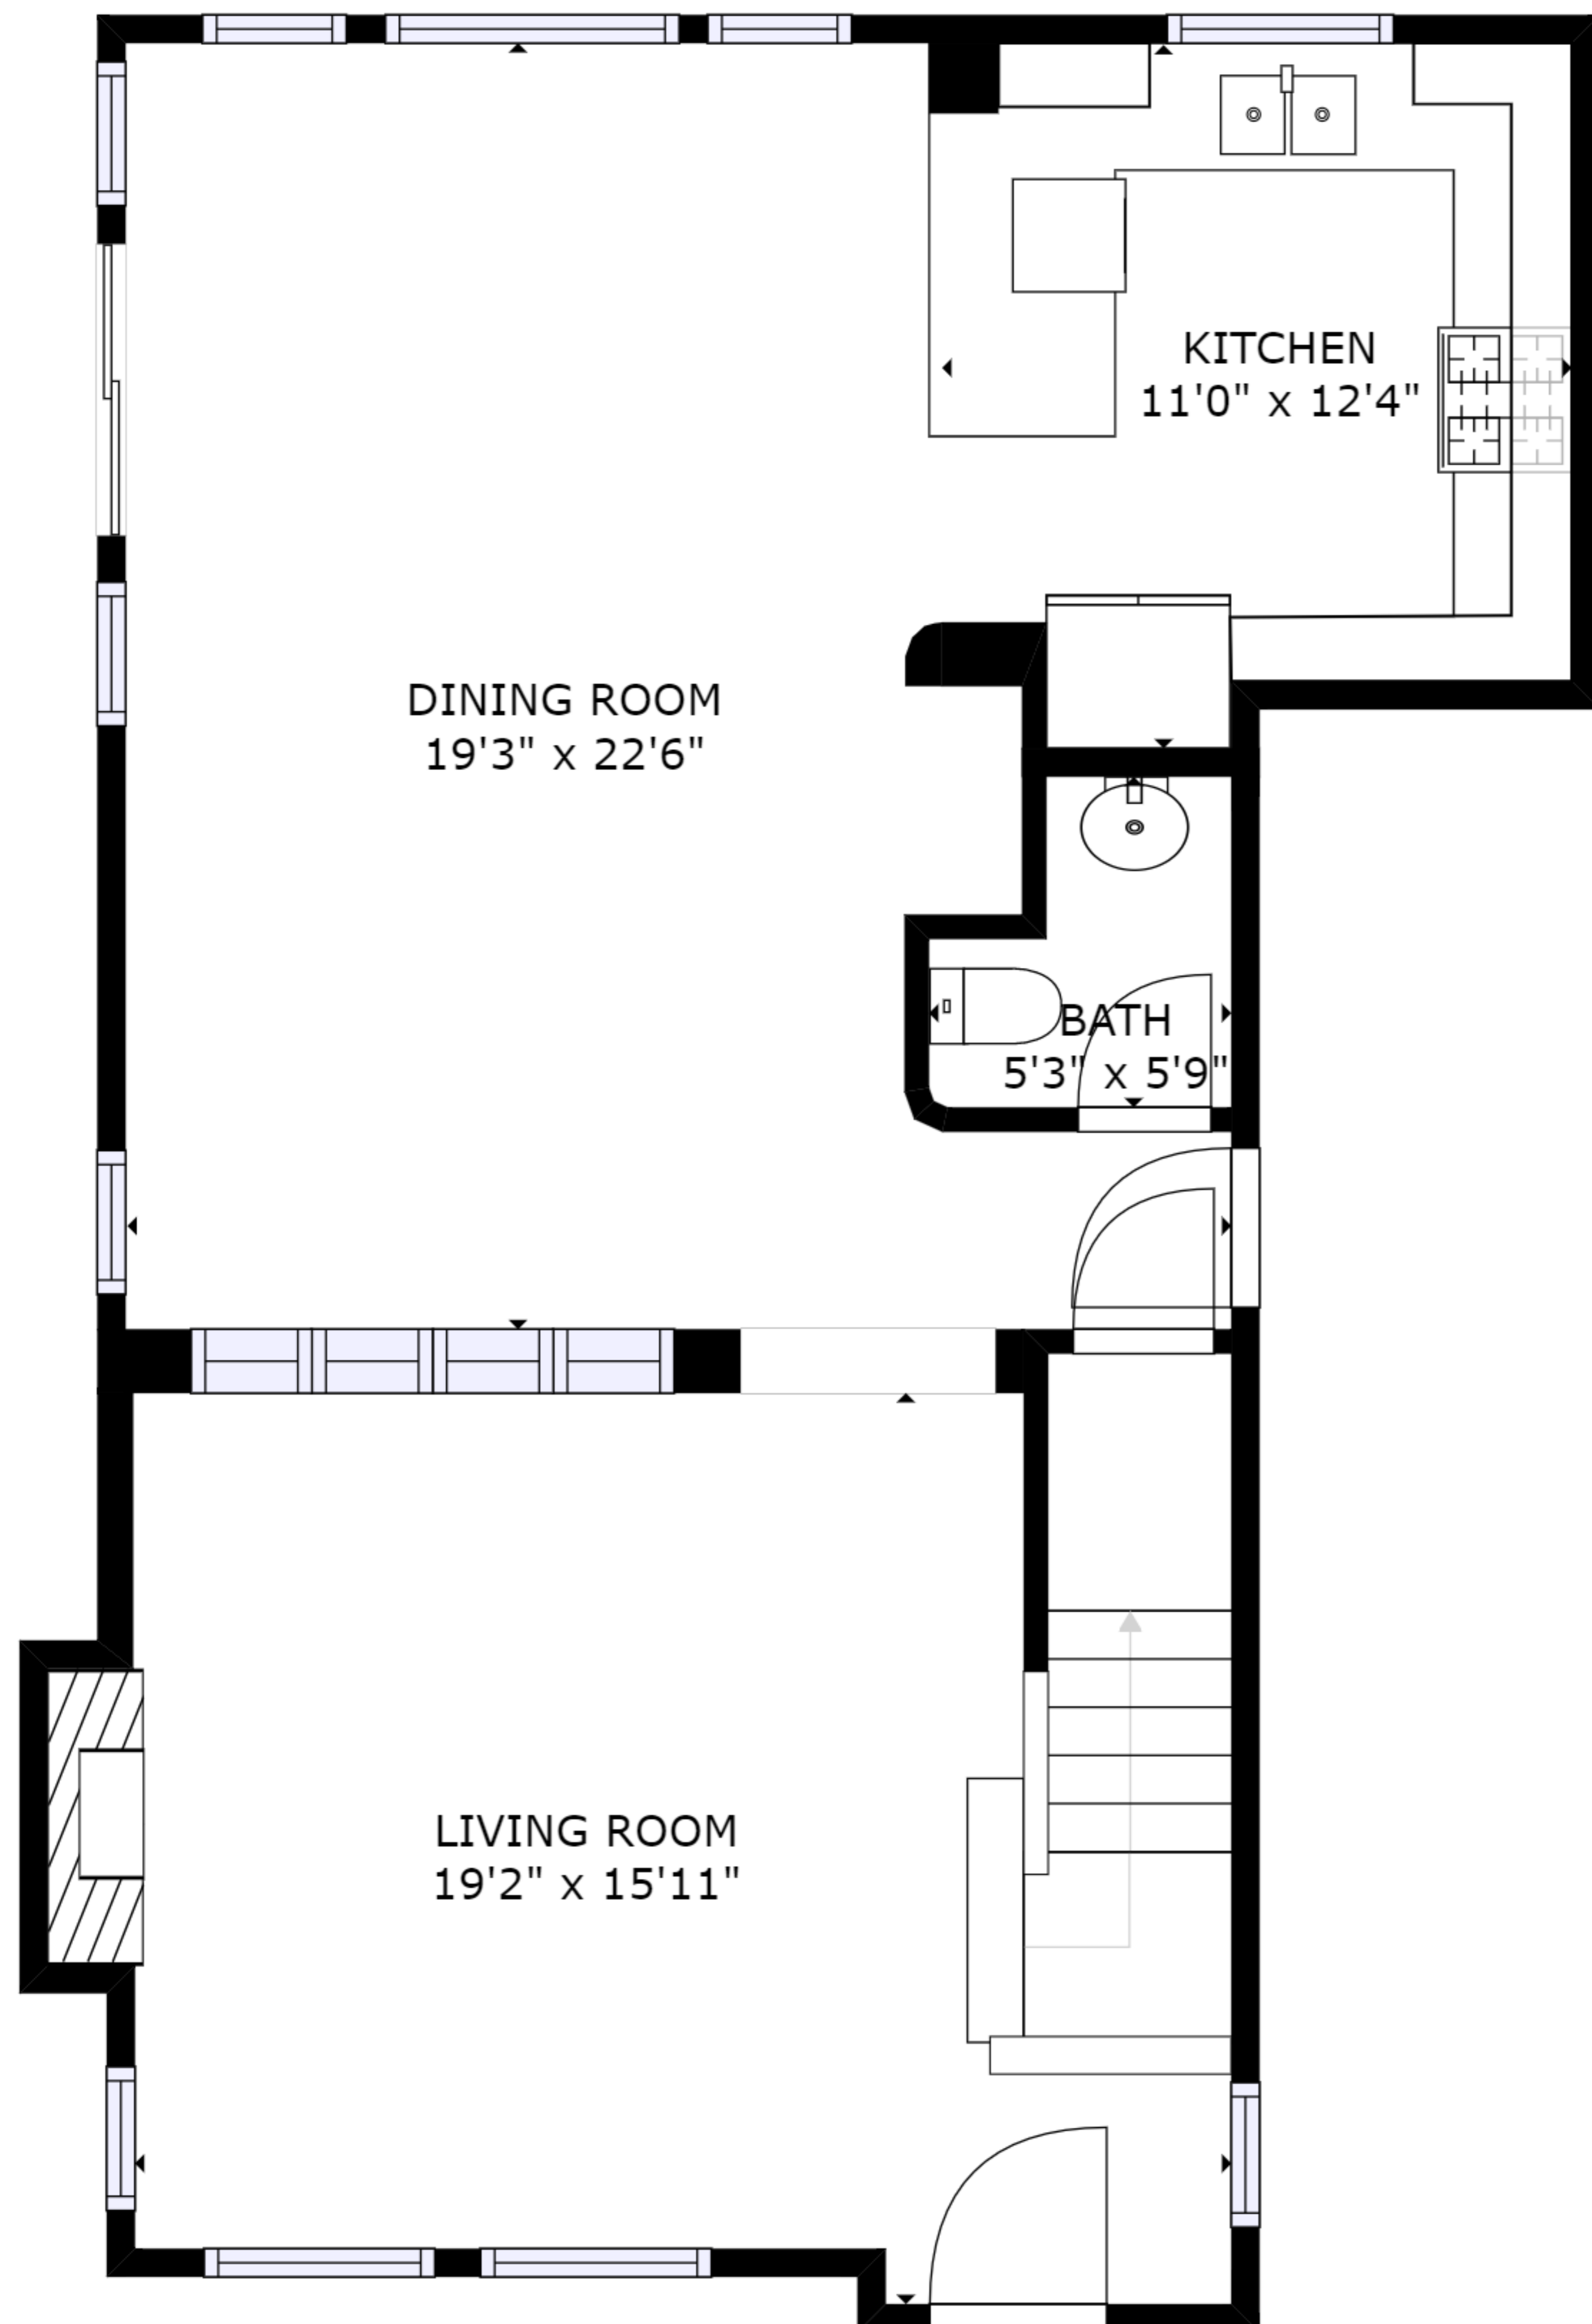 KITCHEN
11'0" x 12'4"
DINING ROOM
19'3" x 22'6"
BATH
5'3" x 5'9"
LIVING ROOM
19'2" x 15'11"